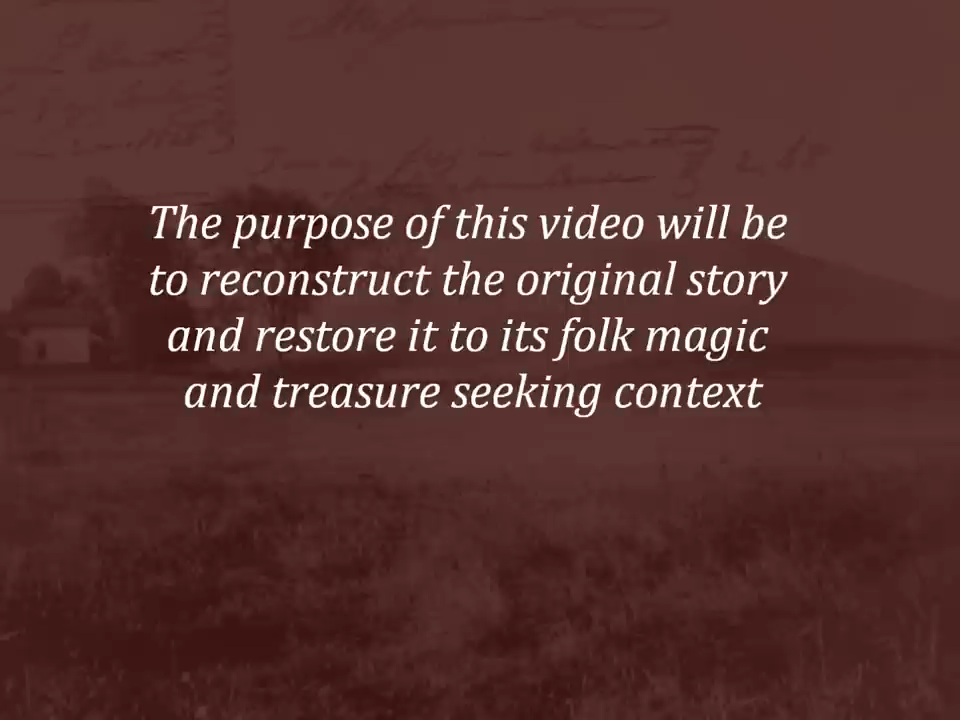 The purpose of this video will be
to reconstruct the original story
and restore it to its folk magic
and treasure seeking context